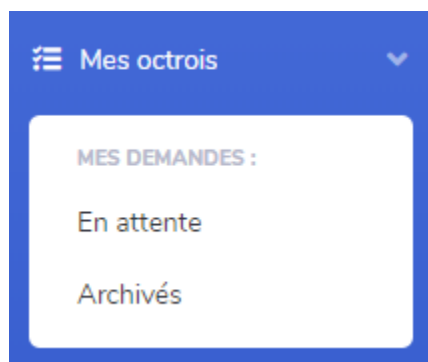 Mes octrois
MES DEMANDES :
En attente
Archivés